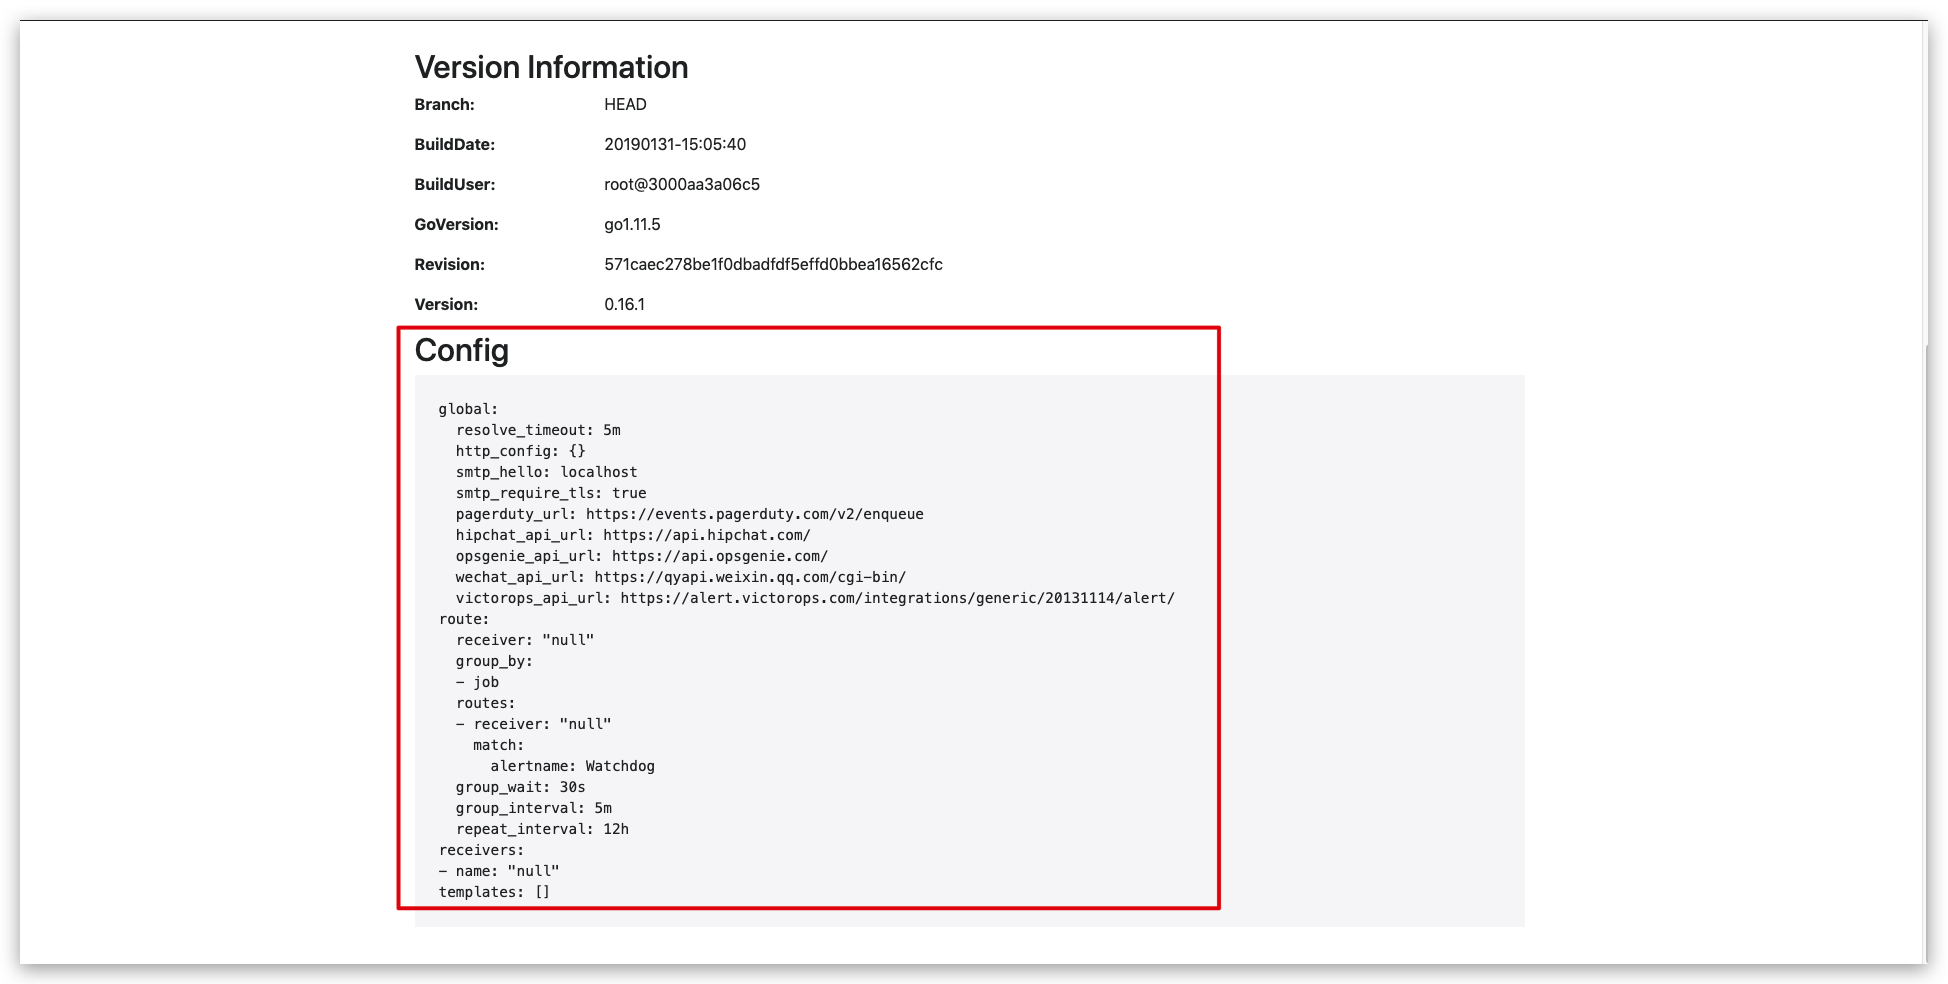 Version Information
Branch: HEAD
BuildDate: 20190131-15:05:40
BuildUser: root@3000aa3a06c5
GoVersion: go1.11.5
Revision: 571caec278be1f0dbadfdf5effd0bbea16562cfc
Version: 0.16.1
Config
global:
  resolve_timeout: 5m
  http_config: {}
  smtp_hello: localhost
  smtp_require_tls: true
  pagerduty_url: https://events.pagerduty.com/v2/enqueue
  hipchat_api_url: https://api.hipchat.com/
  opsgenie_api_url: https://api.opsgenie.com/
  wechat_api_url: https://qyapi.weixin.qq.com/cgi-bin/
  victorops_api_url: https://alert.victorops.com/integrations/generic/20131114/alert/
route:
  receiver: "null"
  group_by:
  - job
  routes:
  - receiver: "null"
    match:
      alertname: Watchdog
  group_wait: 30s
  group_interval: 5m
  repeat_interval: 12h
receivers:
- name: "null"
templates: []